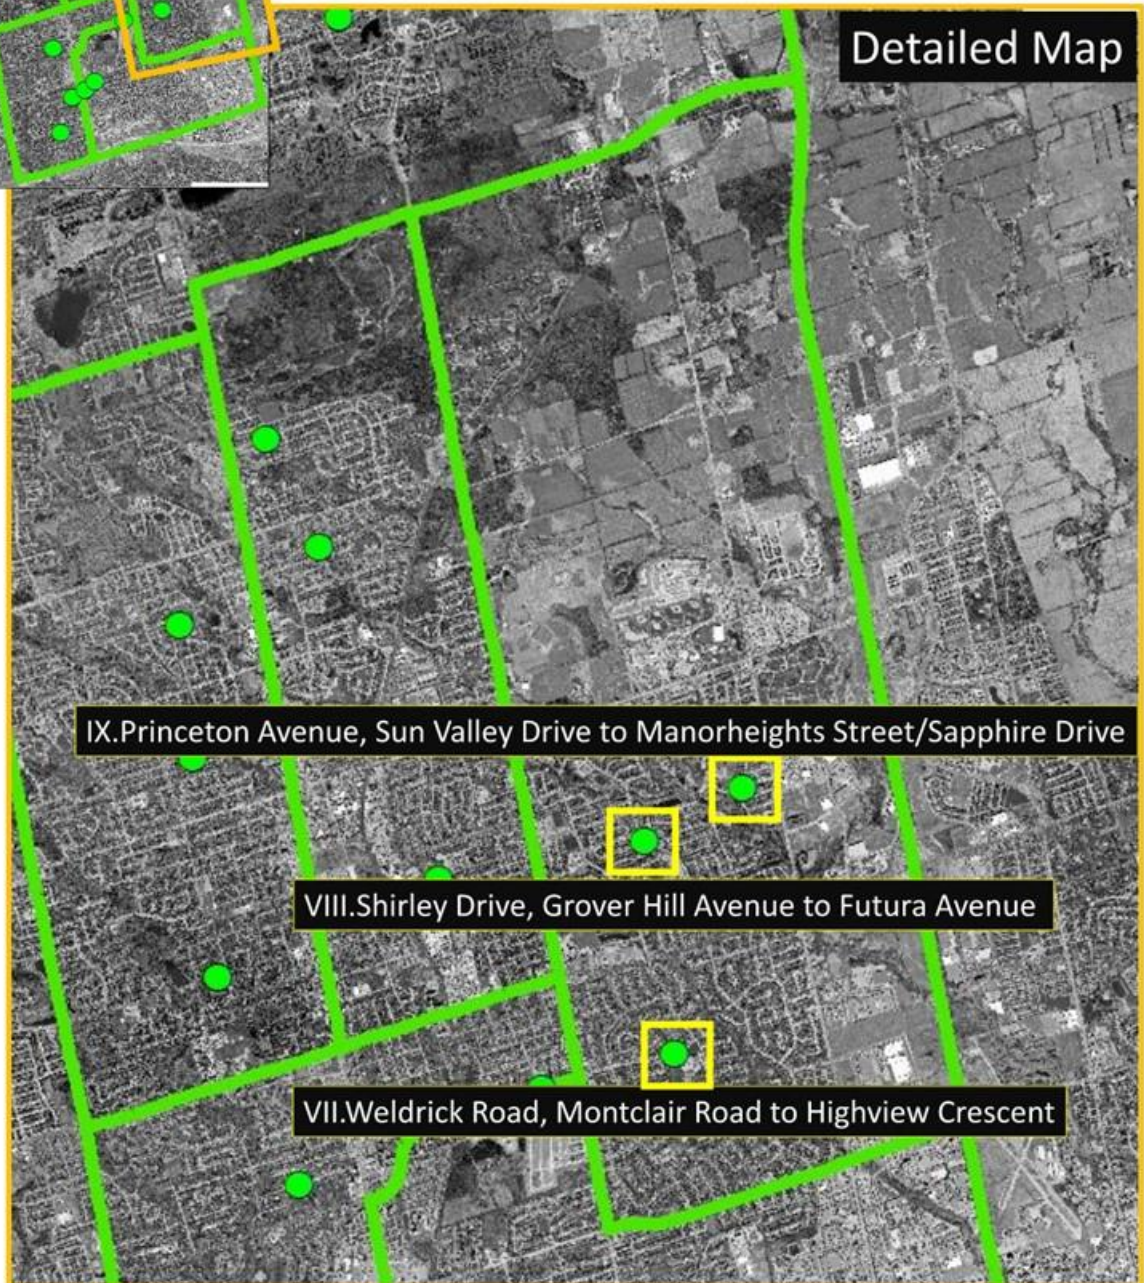 Detailed Map
IX.Princeton Avenue, Sun Valley Drive to Manorheights Street/Sapphire Drive
VIII.Shirley Drive, Grover Hill Avenue to Futura Avenue
VII.Weldrick Road, Montclair Road to Highview Crescent